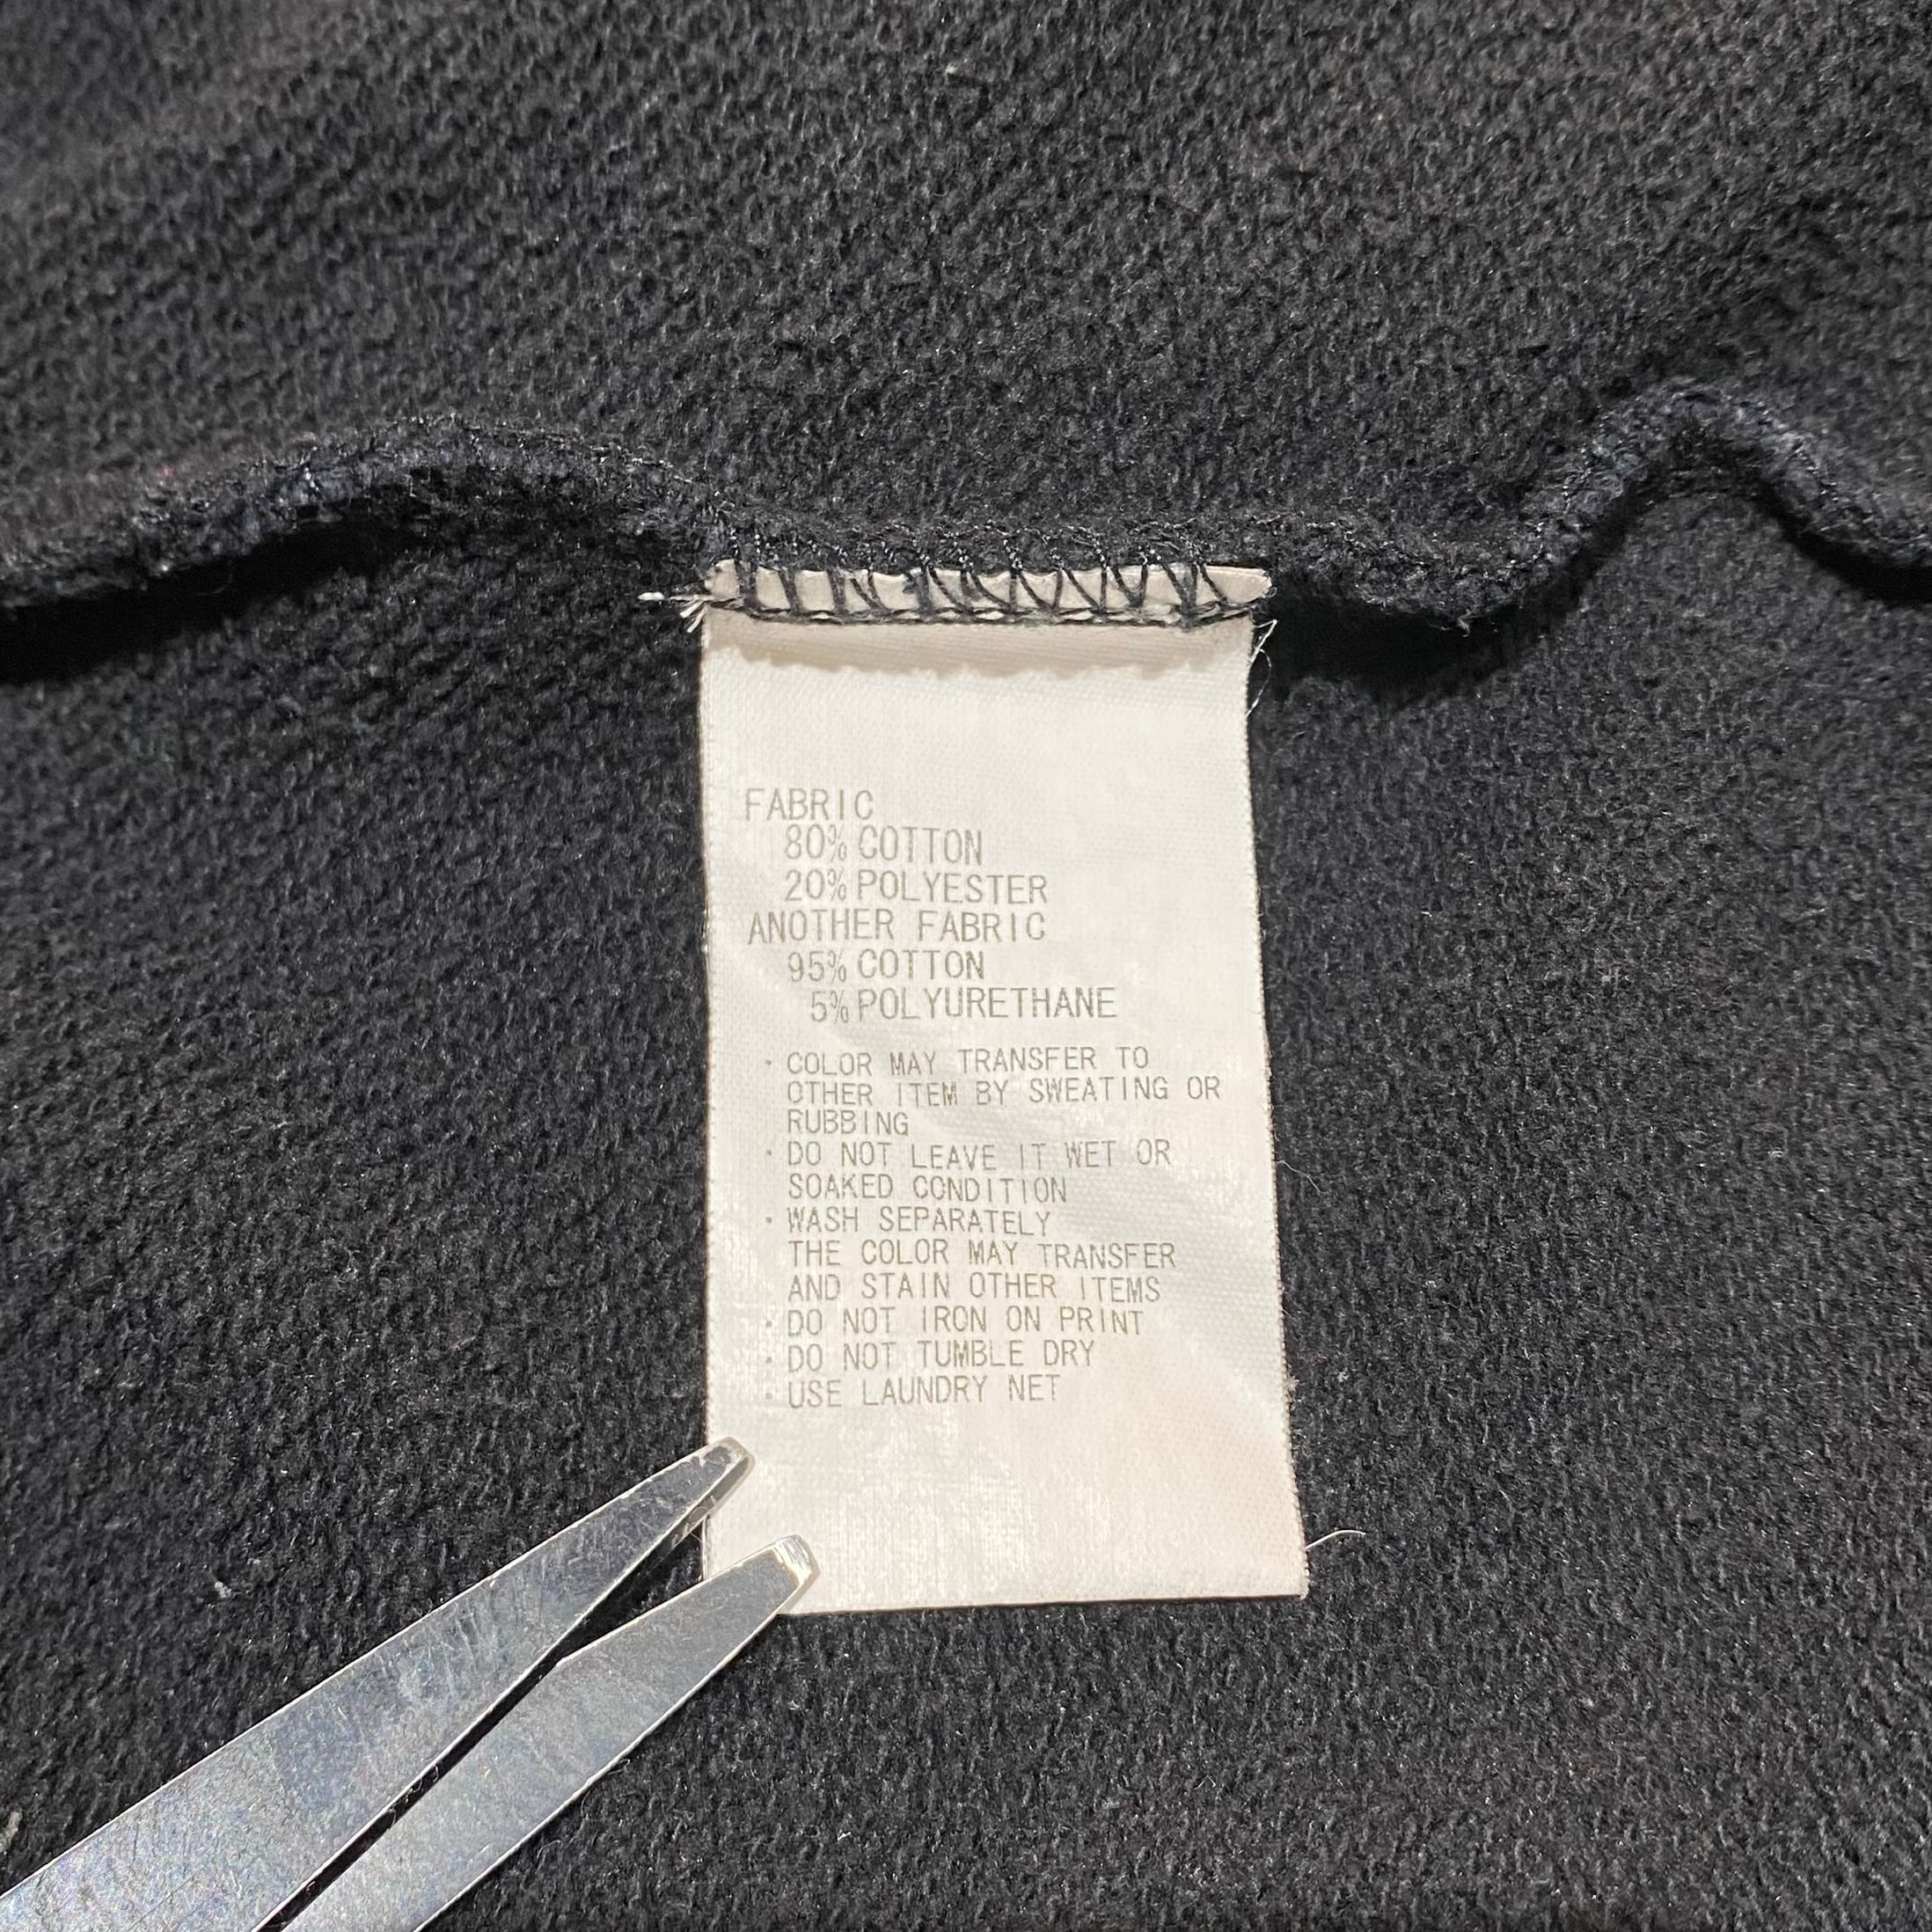 FABRIC
80% COTTON
20% POLYESTER
ANOTHER FABRIC
95% COTTON
5% POLYURETHANE
・COLOR MAY TRANSFER TO
OTHER ITEM BY SWEATING OR
RUBBING
・DO NOT LEAVE IT WET OR
SOAKED CONDITION
・WASH SEPARATELY
THE COLOR MAY TRANSFER
AND STAIN OTHER ITEMS
・DO NOT IRON ON PRINT
・DO NOT TUMBLE DRY
・USE LAUNDRY NET